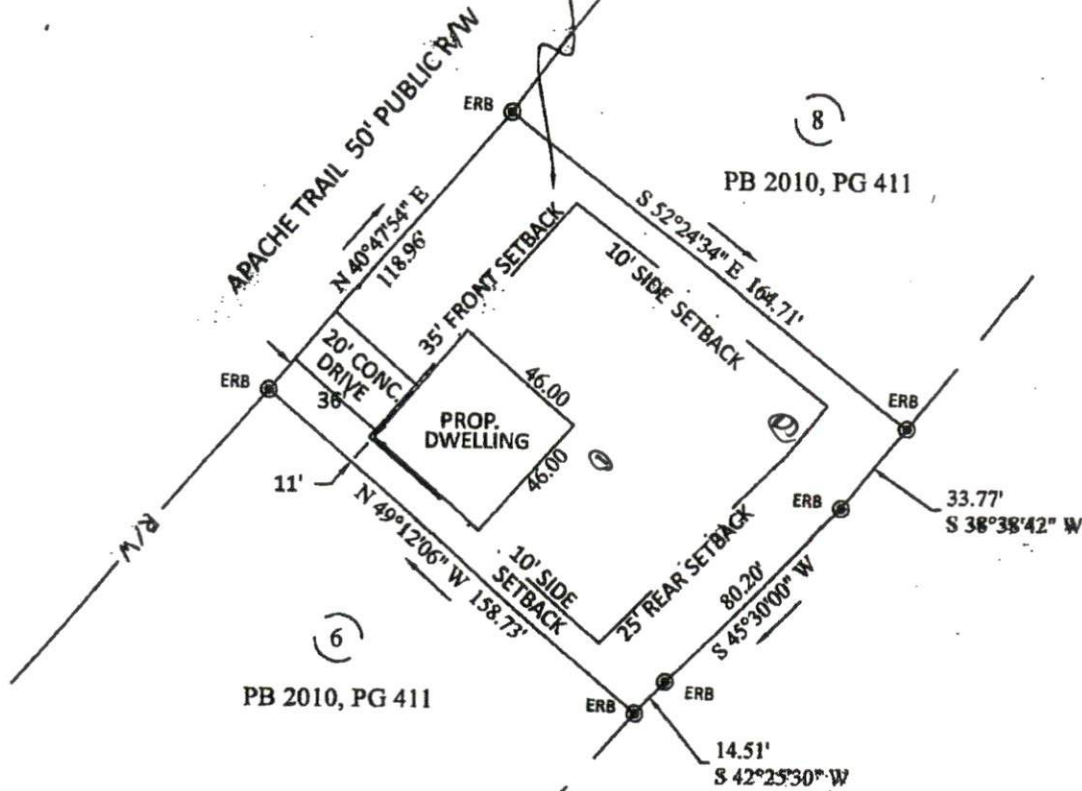 APACHE TRAIL 50' PUBLIC R/W
ERB
8
PB 2010, PG 411
N 40°47'54" E
118.96'
S 52°24'34" E 164.71'
35' FRONT SETBACK
10' SIDE SETBACK
20' CONC.
DRIVE
36
ERB
PROP.
DWELLING
46.00
46.00
ERB
ERB
33.77'
S 38°38'42" W
11'
N 49°12'06" W 158.73'
10' SIDE
SETBACK
25' REAR SETBACK
80.20'
S 45°30'00" W
R/W
6
PB 2010, PG 411
ERB
ERB
14.51'
S 42°25'30" W